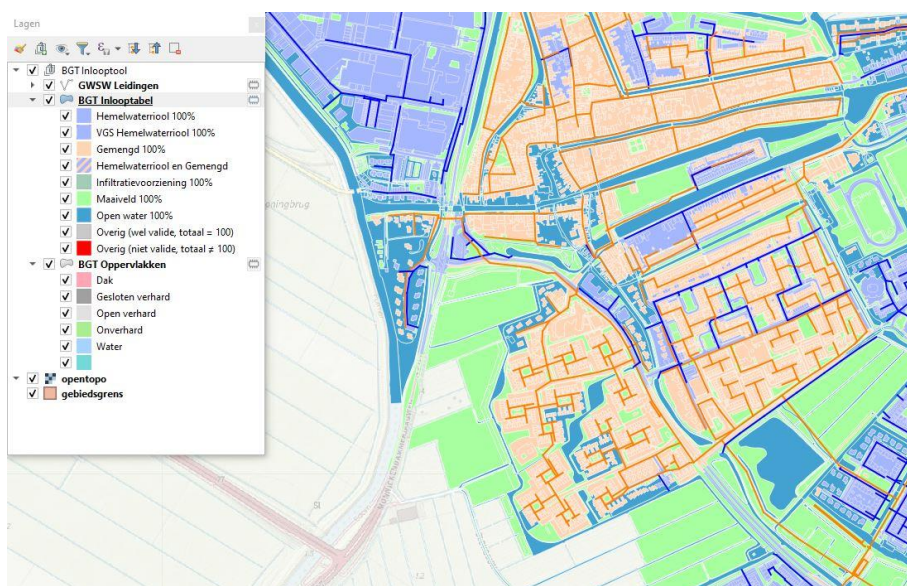 Lagen
BGT Inlooptool
GWSW Leidingen
BGT Inlooptabel
Hemelwaterriool 100%
VGS Hemelwaterriool 100%
Gemengd 100%
Hemelwaterriool en Gemengd
Infiltratievoorziening 100%
Maaiveld 100%
Open water 100%
Overig (wel valide, totaal = 100)
Overig (niet valide, totaal ≠ 100)
BGT Oppervlakken
Dak
Gesloten verhard
Open verhard
Onverhard
Water
opentopo
gebiedsgrens